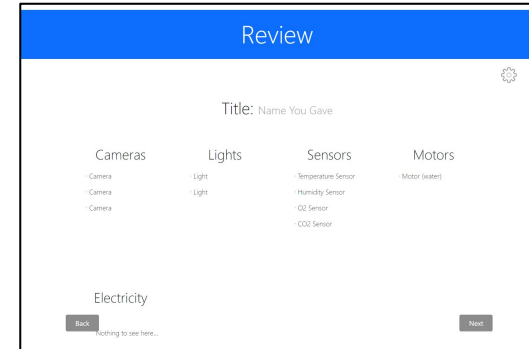 Review
Title: Name You Gave
Cameras
- Camera
- Camera
- Camera
Lights
- Light
- Light
Sensors
- Temperature Sensor
- Humidity Sensor
- O2 Sensor
- CO2 Sensor
Motors
- Motor (water)
Electricity
Nothing to see here...
Back
Next